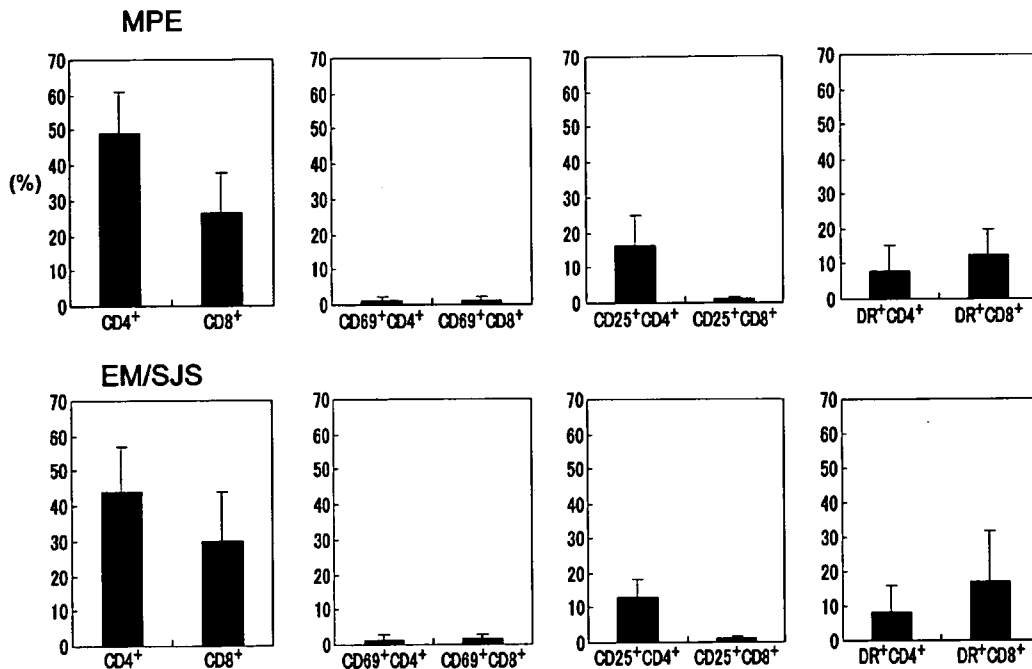 MPE
(%)
70 60 50 40 30 20 10 0
CD4+ CD8+
70 60 50 40 30 20 10 0
CD69+CD4+ CD69+CD8+
70 60 50 40 30 20 10 0
CD25+CD4+ CD25+CD8+
70 60 50 40 30 20 10 0
DR+CD4+ DR+CD8+
EM/SJS
70 60 50 40 30 20 10 0
CD4+ CD8+
70 60 50 40 30 20 10 0
CD69+CD4+ CD69+CD8+
70 60 50 40 30 20 10 0
CD25+CD4+ CD25+CD8+
70 60 50 40 30 20 10 0
DR+CD4+ DR+CD8+